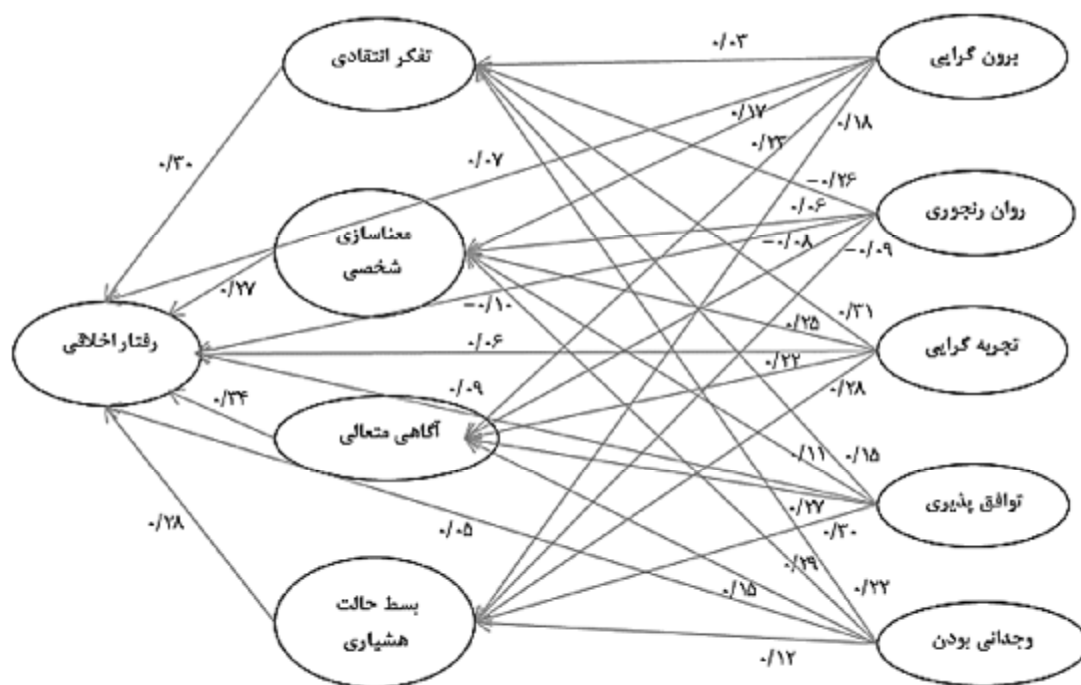 برون گرایی
۰/۰۳
تفکر انتقادی
۰/۱۷
۰/۱۸
۰/۲۳
۰/۰۷
۰/۳۰
-۰/۲۶
روان رنجوری
۰/۰۶
معناسازی
شخصی
-۰/۰۸
-۰/۰۹
۰/۲۷
-۰/۱۰
۰/۳۱
۰/۲۵
تجربه گرایی
۰/۰۶
رفتار اخلاقی
۰/۲۲
۰/۲۸
۰/۰۹
۰/۳۴
آگاهی متعالی
۰/۱۱
۰/۱۵
توافق پذیری
۰/۲۷
۰/۳۰
۰/۰۵
۰/۲۸
۰/۲۹
۰/۲۲
۰/۱۵
بسط حالت
هشیاری
وجدانی بودن
۰/۱۲